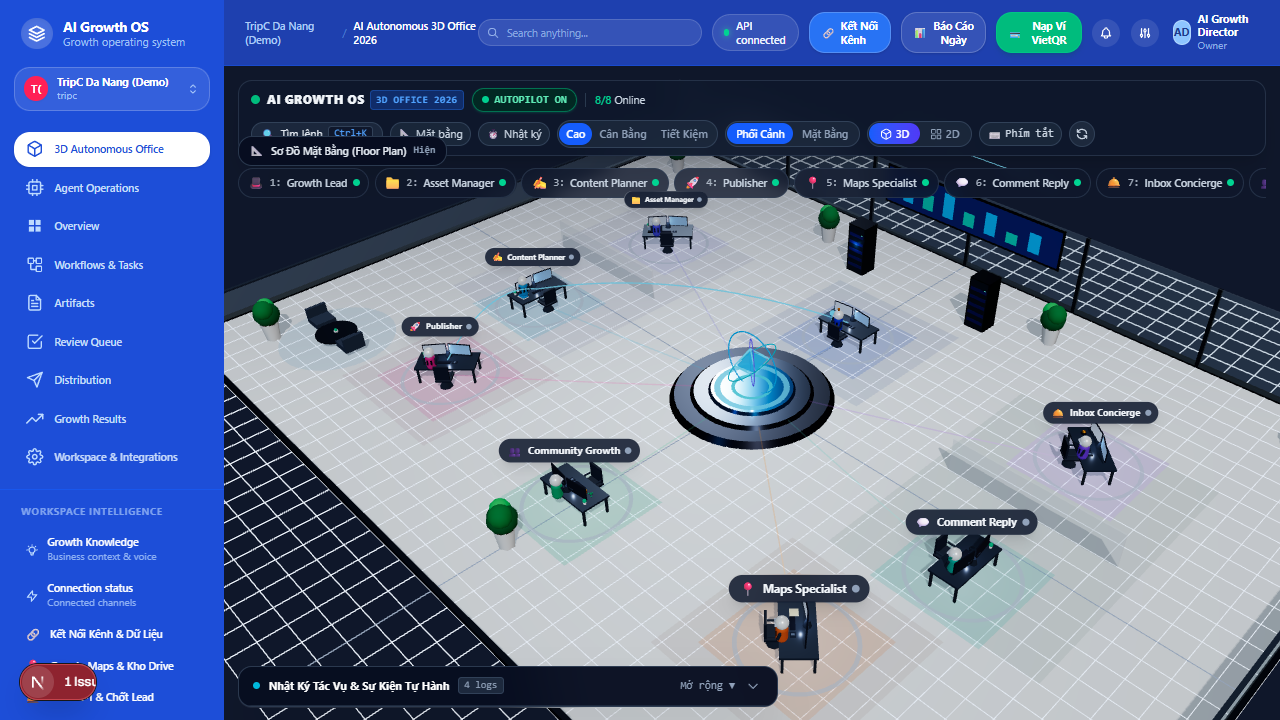 AI Growth OS
Growth operating system
T(
TripC Da Nang (Demo)
tripc
3D Autonomous Office
Agent Operations
Overview
Workflows & Tasks
Artifacts
Review Queue
Distribution
Growth Results
Workspace & Integrations
WORKSPACE INTELLIGENCE
Growth Knowledge
Business context & voice
Connection status
Connected channels
Kết Nối Kênh & Dữ Liệu
Maps & Kho Drive
& Chốt Lead
N
1 Issu
TripC Da Nang (Demo)
/
AI Autonomous 3D Office 2026
Search anything...
API connected
Kết Nối Kênh
Báo Cáo Ngày
Nạp Ví VietQR
AD
AI Growth Director
Owner
AI GROWTH OS
3D OFFICE 2026
AUTOPILOT ON
8/8 Online
Tìm lệnh Ctrl+K
Mặt bằng
Nhật ký
Cao
Cân Bằng
Tiết Kiệm
Phối Cảnh
Mặt Bằng
3D
2D
Phím tắt
Sơ Đồ Mặt Bằng (Floor Plan) Hiện
1: Growth Lead
2: Asset Manager
3: Content Planner
4: Publisher
5: Maps Specialist
6: Comment Reply
7: Inbox Concierge
Asset Manager
Content Planner
Publisher
Inbox Concierge
Community Growth
Comment Reply
Maps Specialist
Nhật Ký Tác Vụ & Sự Kiện Tự Hành
4 logs
Mở rộng ▼